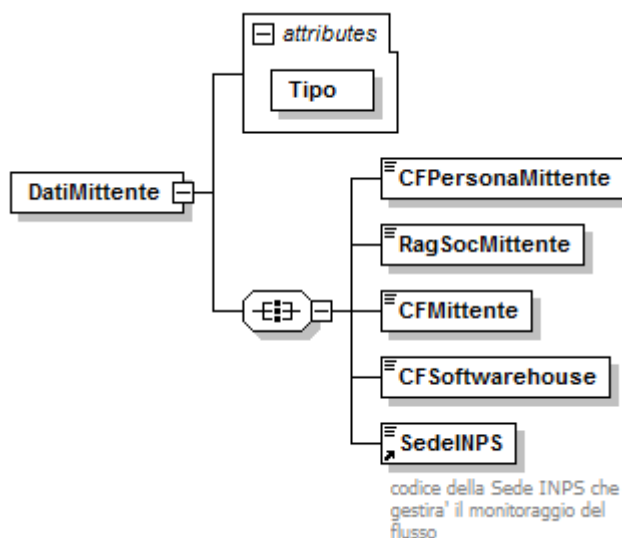 attributes
Tipo
DatiMittente
CFPersonaMittente
RagSocMittente
CFMittente
CFSoftwarehouse
SedeINPS
codice della Sede INPS che
gestira' il monitoraggio del
flusso